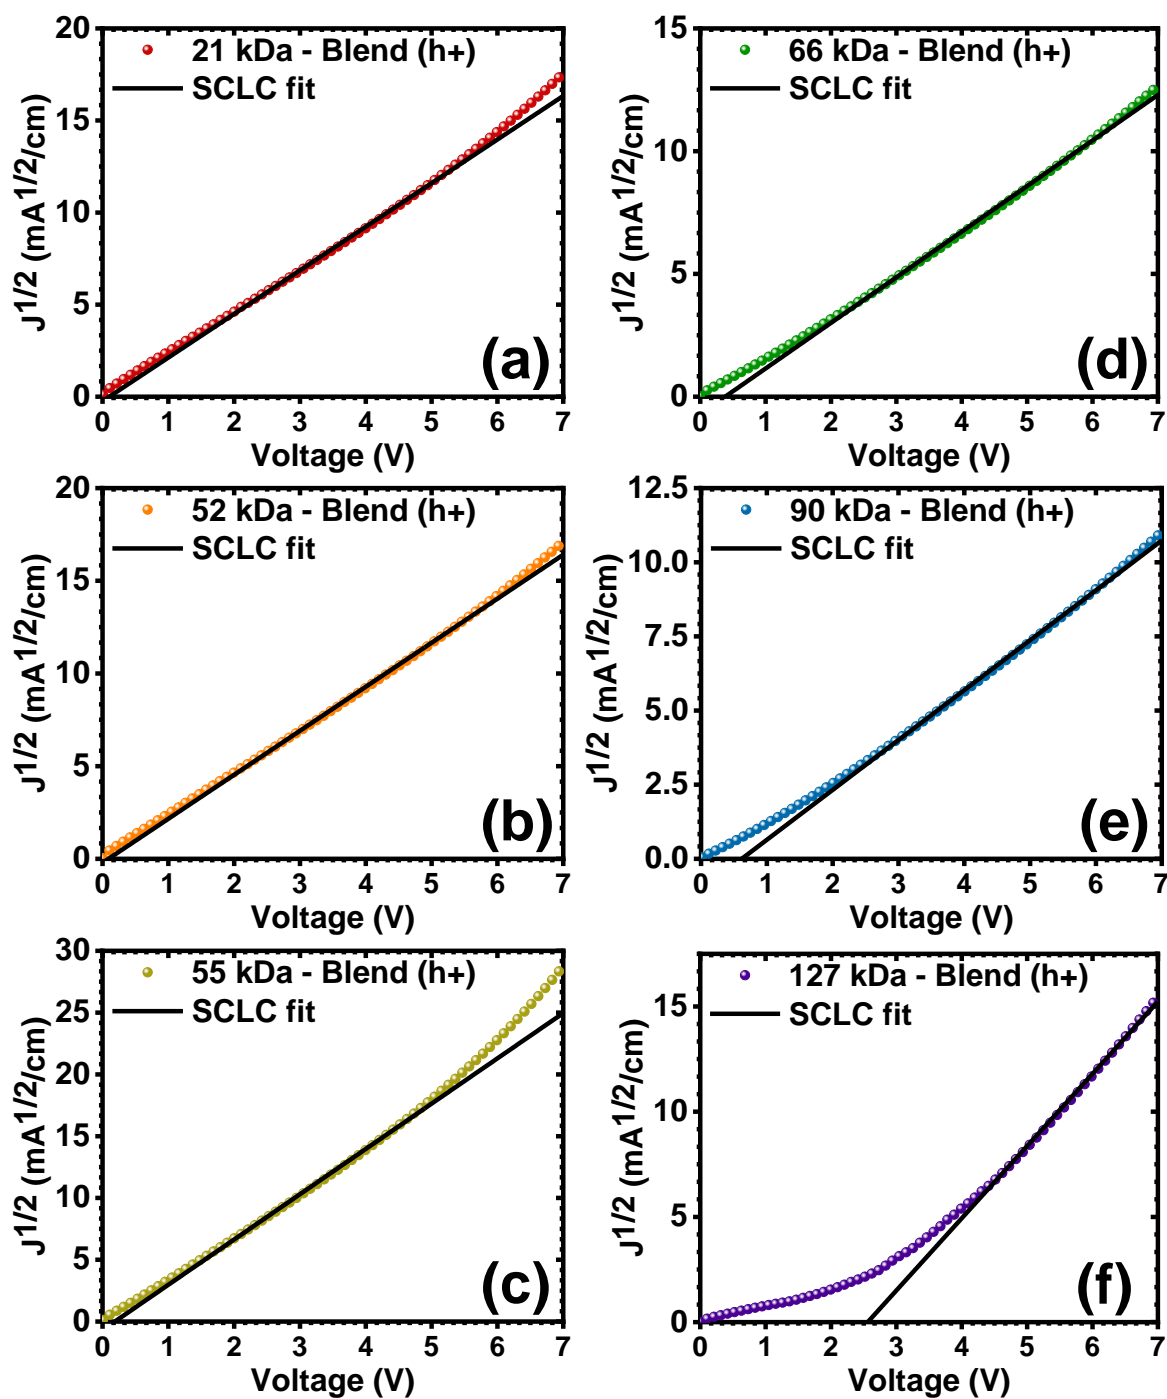 20
15
10
5
0
J1/2 (mA1/2/cm)
21 kDa - Blend (h+)
SCLC fit
(a)
0 1 2 3 4 5 6 7
Voltage (V)
15
10
5
0
J1/2 (mA1/2/cm)
66 kDa - Blend (h+)
SCLC fit
(d)
0 1 2 3 4 5 6 7
Voltage (V)
20
15
10
5
0
J1/2 (mA1/2/cm)
52 kDa - Blend (h+)
SCLC fit
(b)
0 1 2 3 4 5 6 7
Voltage (V)
12.5
10.0
7.5
5.0
2.5
0.0
J1/2 (mA1/2/cm)
90 kDa - Blend (h+)
SCLC fit
(e)
0 1 2 3 4 5 6 7
Voltage (V)
30
25
20
15
10
5
0
J1/2 (mA1/2/cm)
55 kDa - Blend (h+)
SCLC fit
(c)
0 1 2 3 4 5 6 7
Voltage (V)
15
10
5
0
J1/2 (mA1/2/cm)
127 kDa - Blend (h+)
SCLC fit
(f)
0 1 2 3 4 5 6 7
Voltage (V)